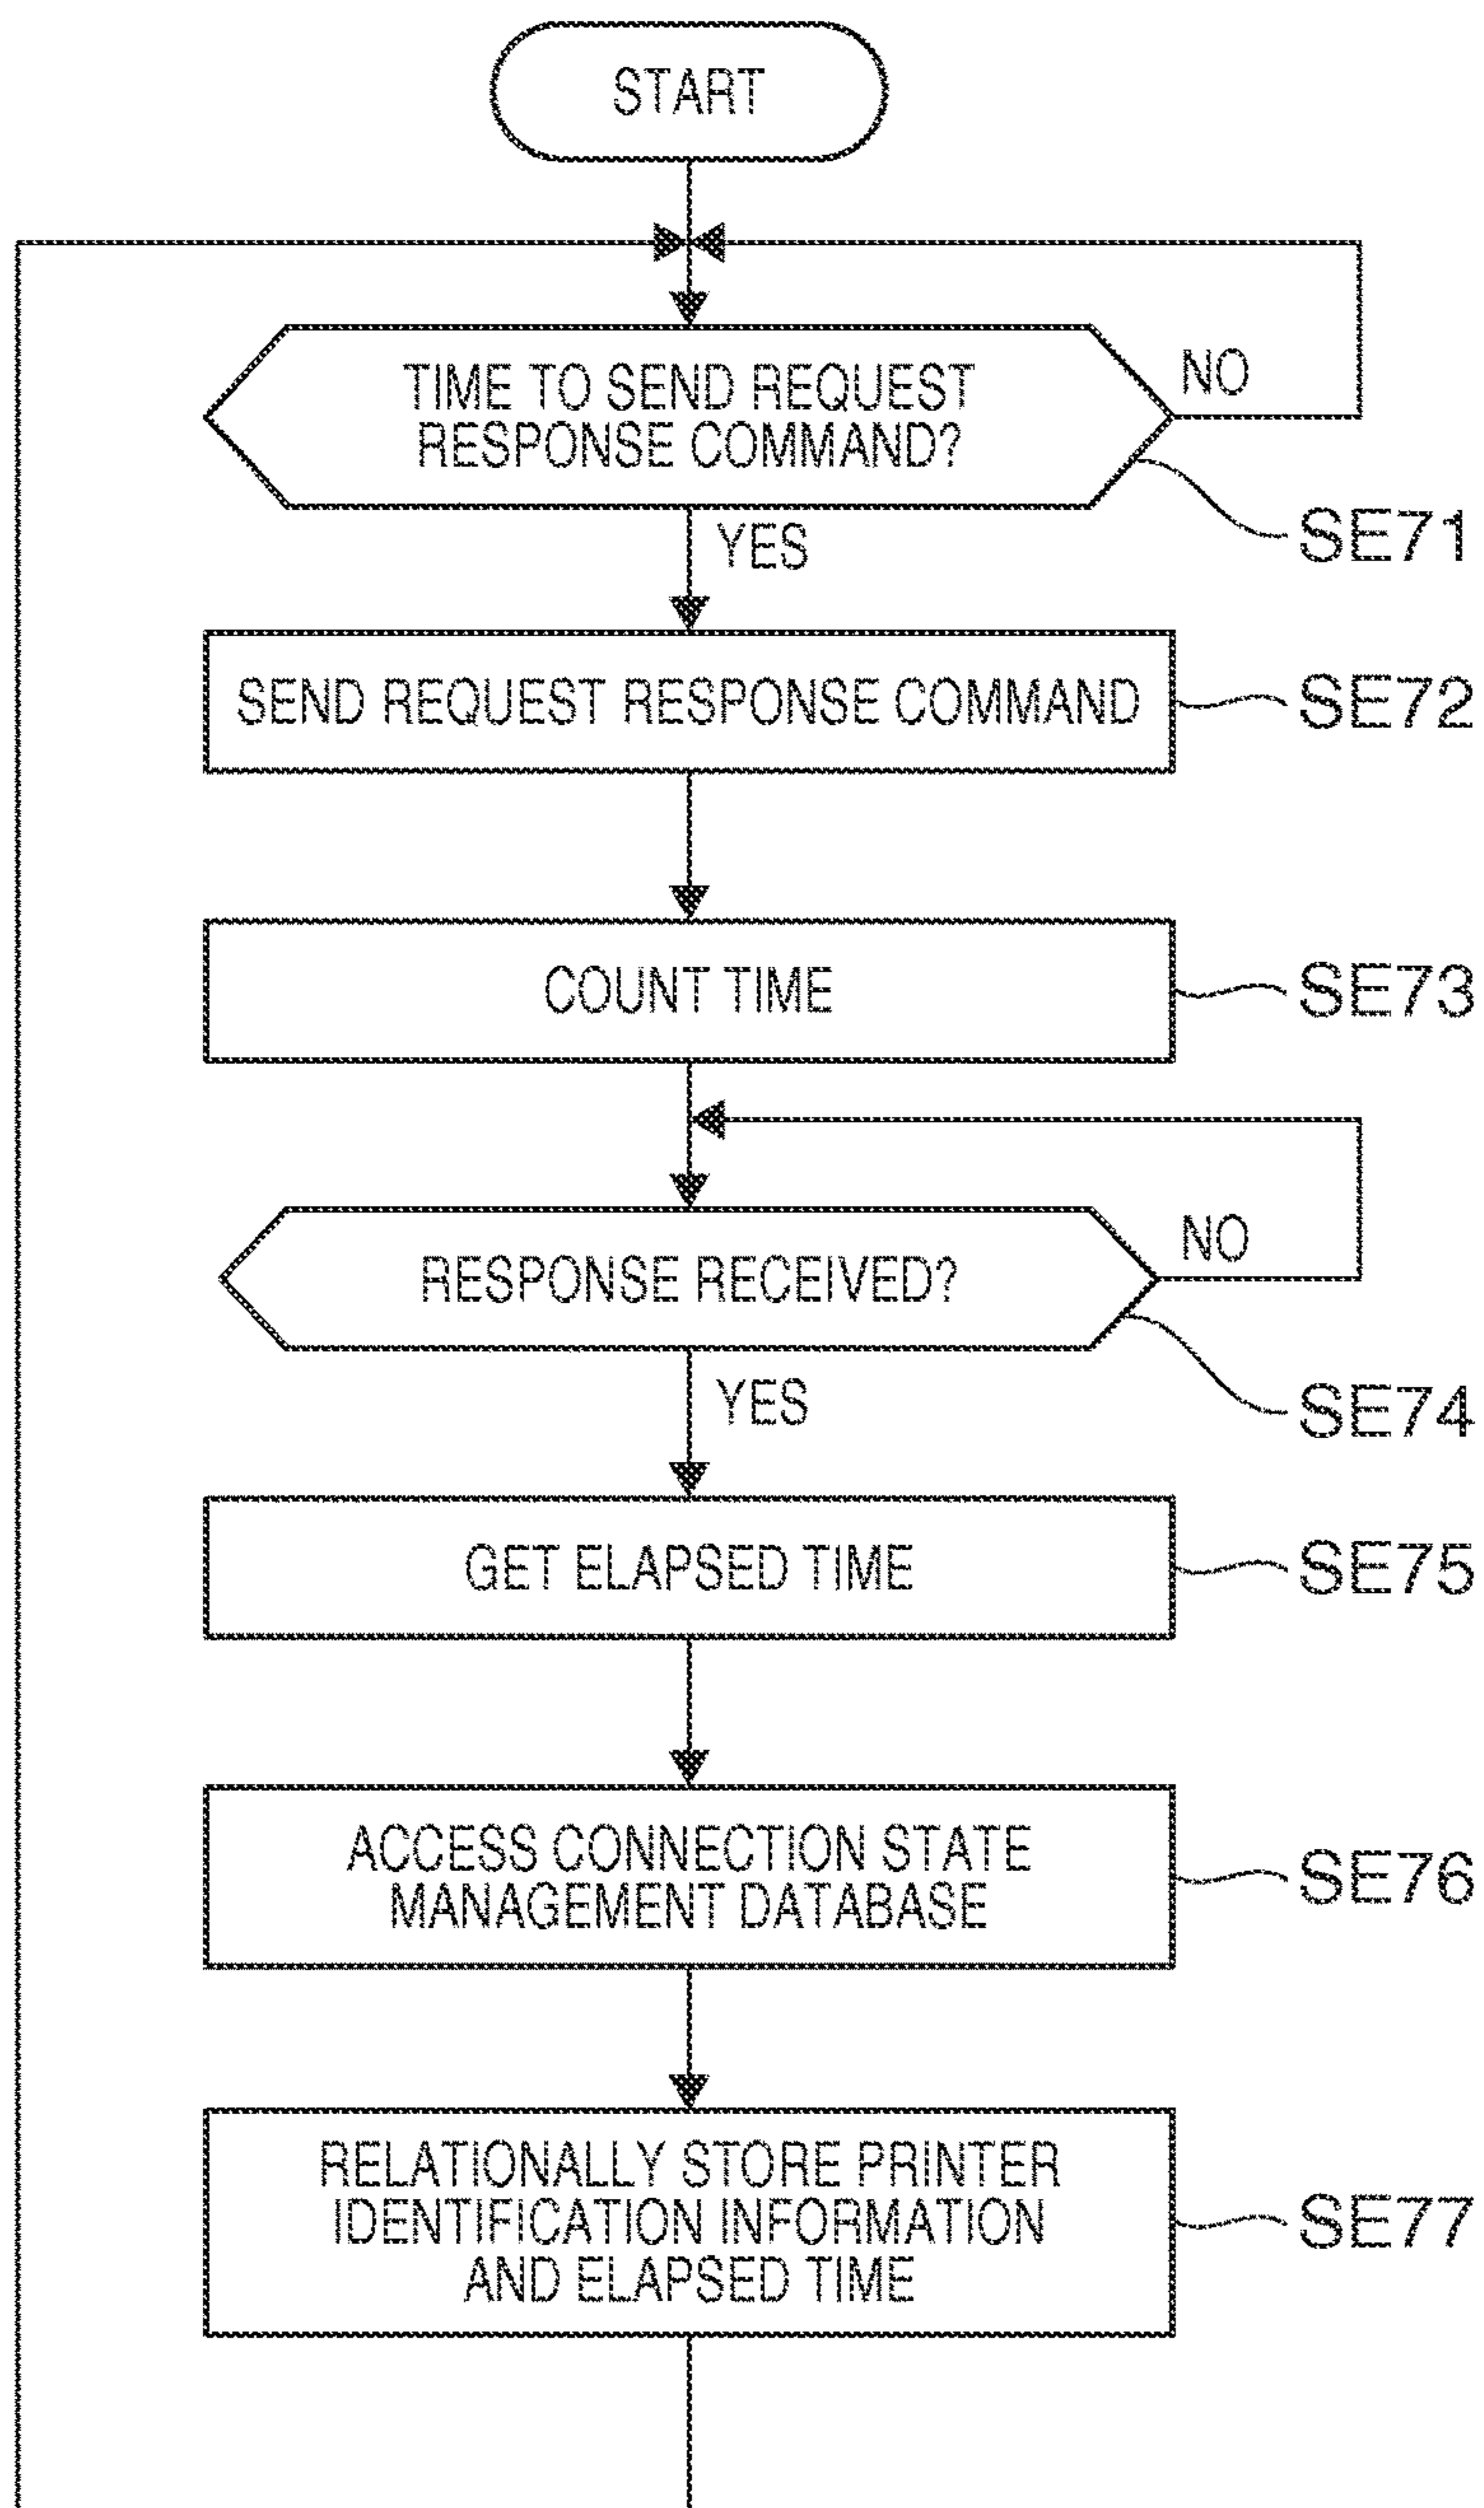 START
TIME TO SEND REQUEST
RESPONSE COMMAND?
NO
SE71
YES
SEND REQUEST RESPONSE COMMAND
SE72
COUNT TIME
SE73
RESPONSE RECEIVED?
NO
SE74
YES
GET ELAPSED TIME
SE75
ACCESS CONNECTION STATE
MANAGEMENT DATABASE
SE76
RELATIONALLY STORE PRINTER
IDENTIFICATION INFORMATION
AND ELAPSED TIME
SE77